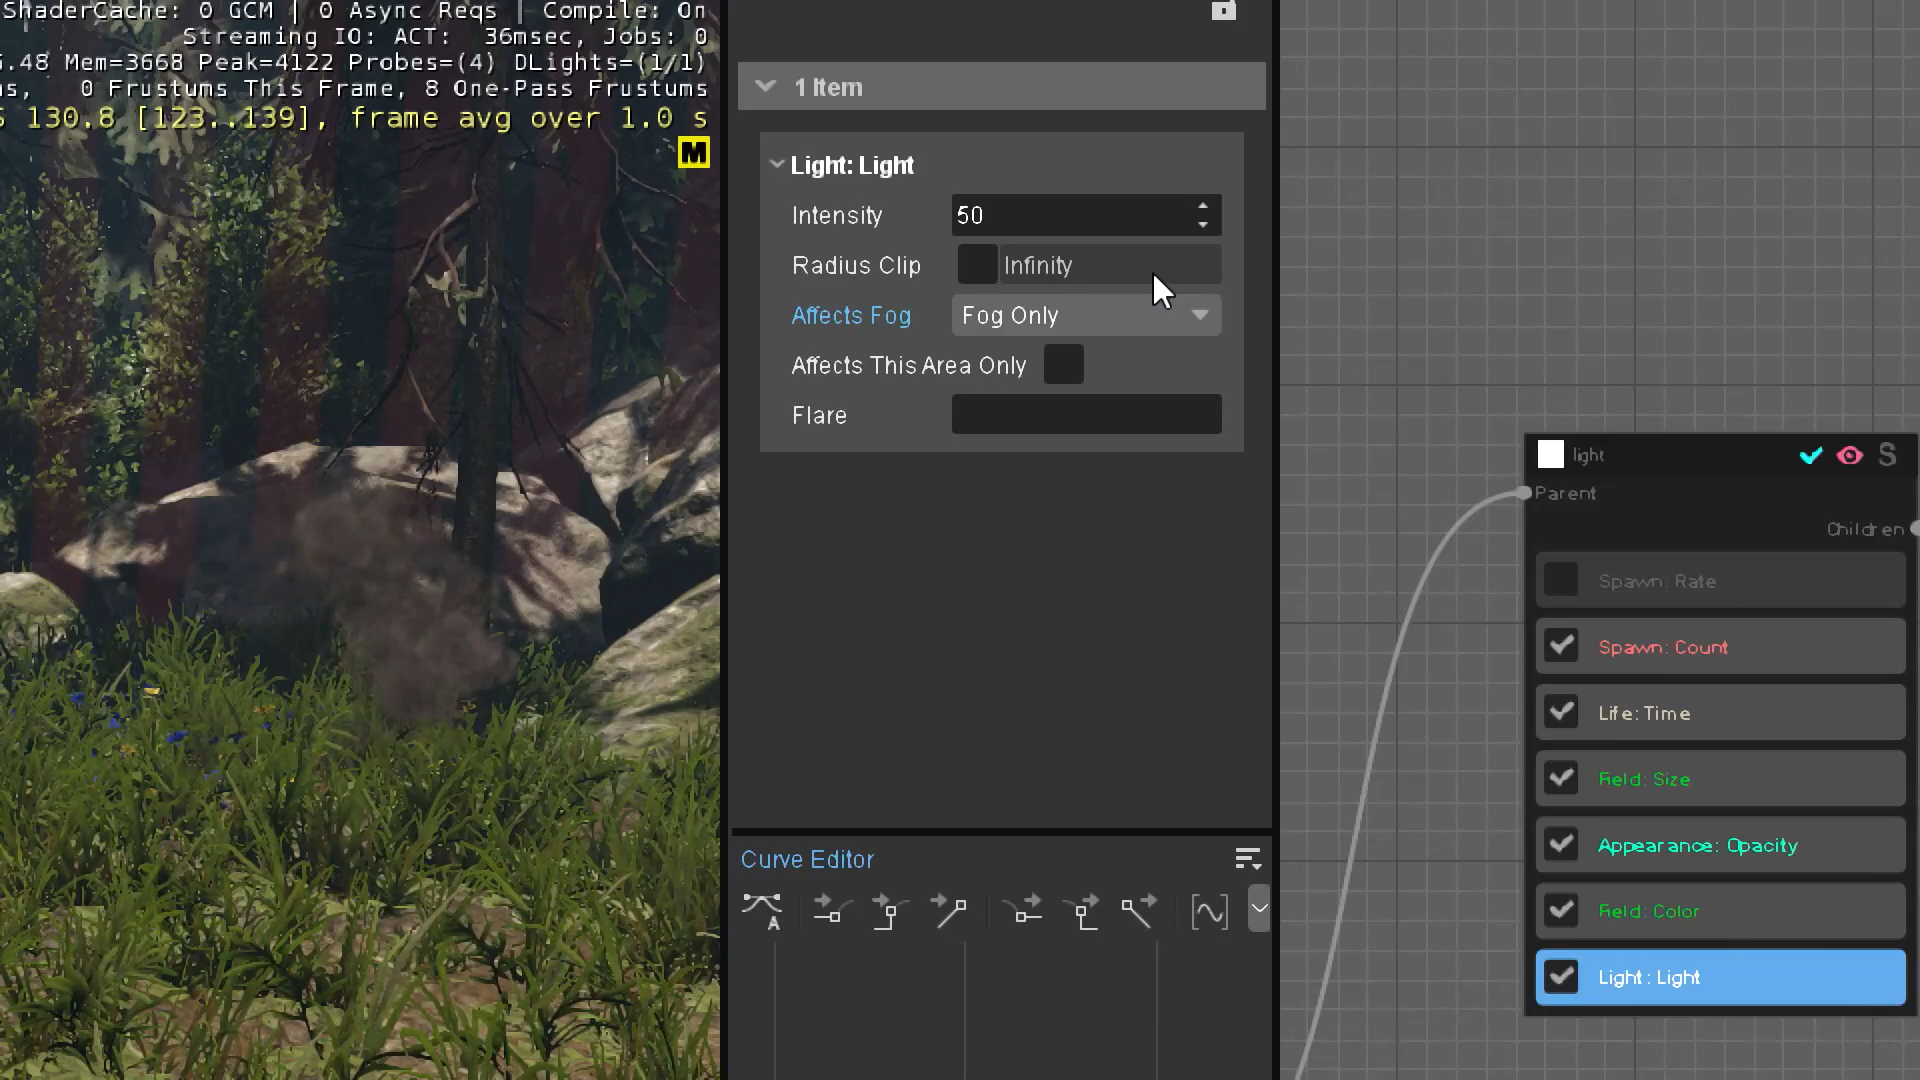 ShaderCache: 0 GCM | 0 Async Reqs | Compile: On
Streaming IO: ACT: 36msec, Jobs: 0
.48 Mem=3668 Peak=4122 Probes=(4) DLights=(1/1)
s, 0 Frustums This Frame, 8 One-Pass Frustums
130.8 [123..139], frame avg over 1.0 s
M
1 Item
Light: Light
Intensity 50
Radius Clip Infinity
Affects Fog Fog Only
Affects This Area Only
Flare
Curve Editor
A
light S
Parent
Children
Spawn: Rate
Spawn: Count
Life: Time
Field: Size
Appearance: Opacity
Field: Color
Light: Light